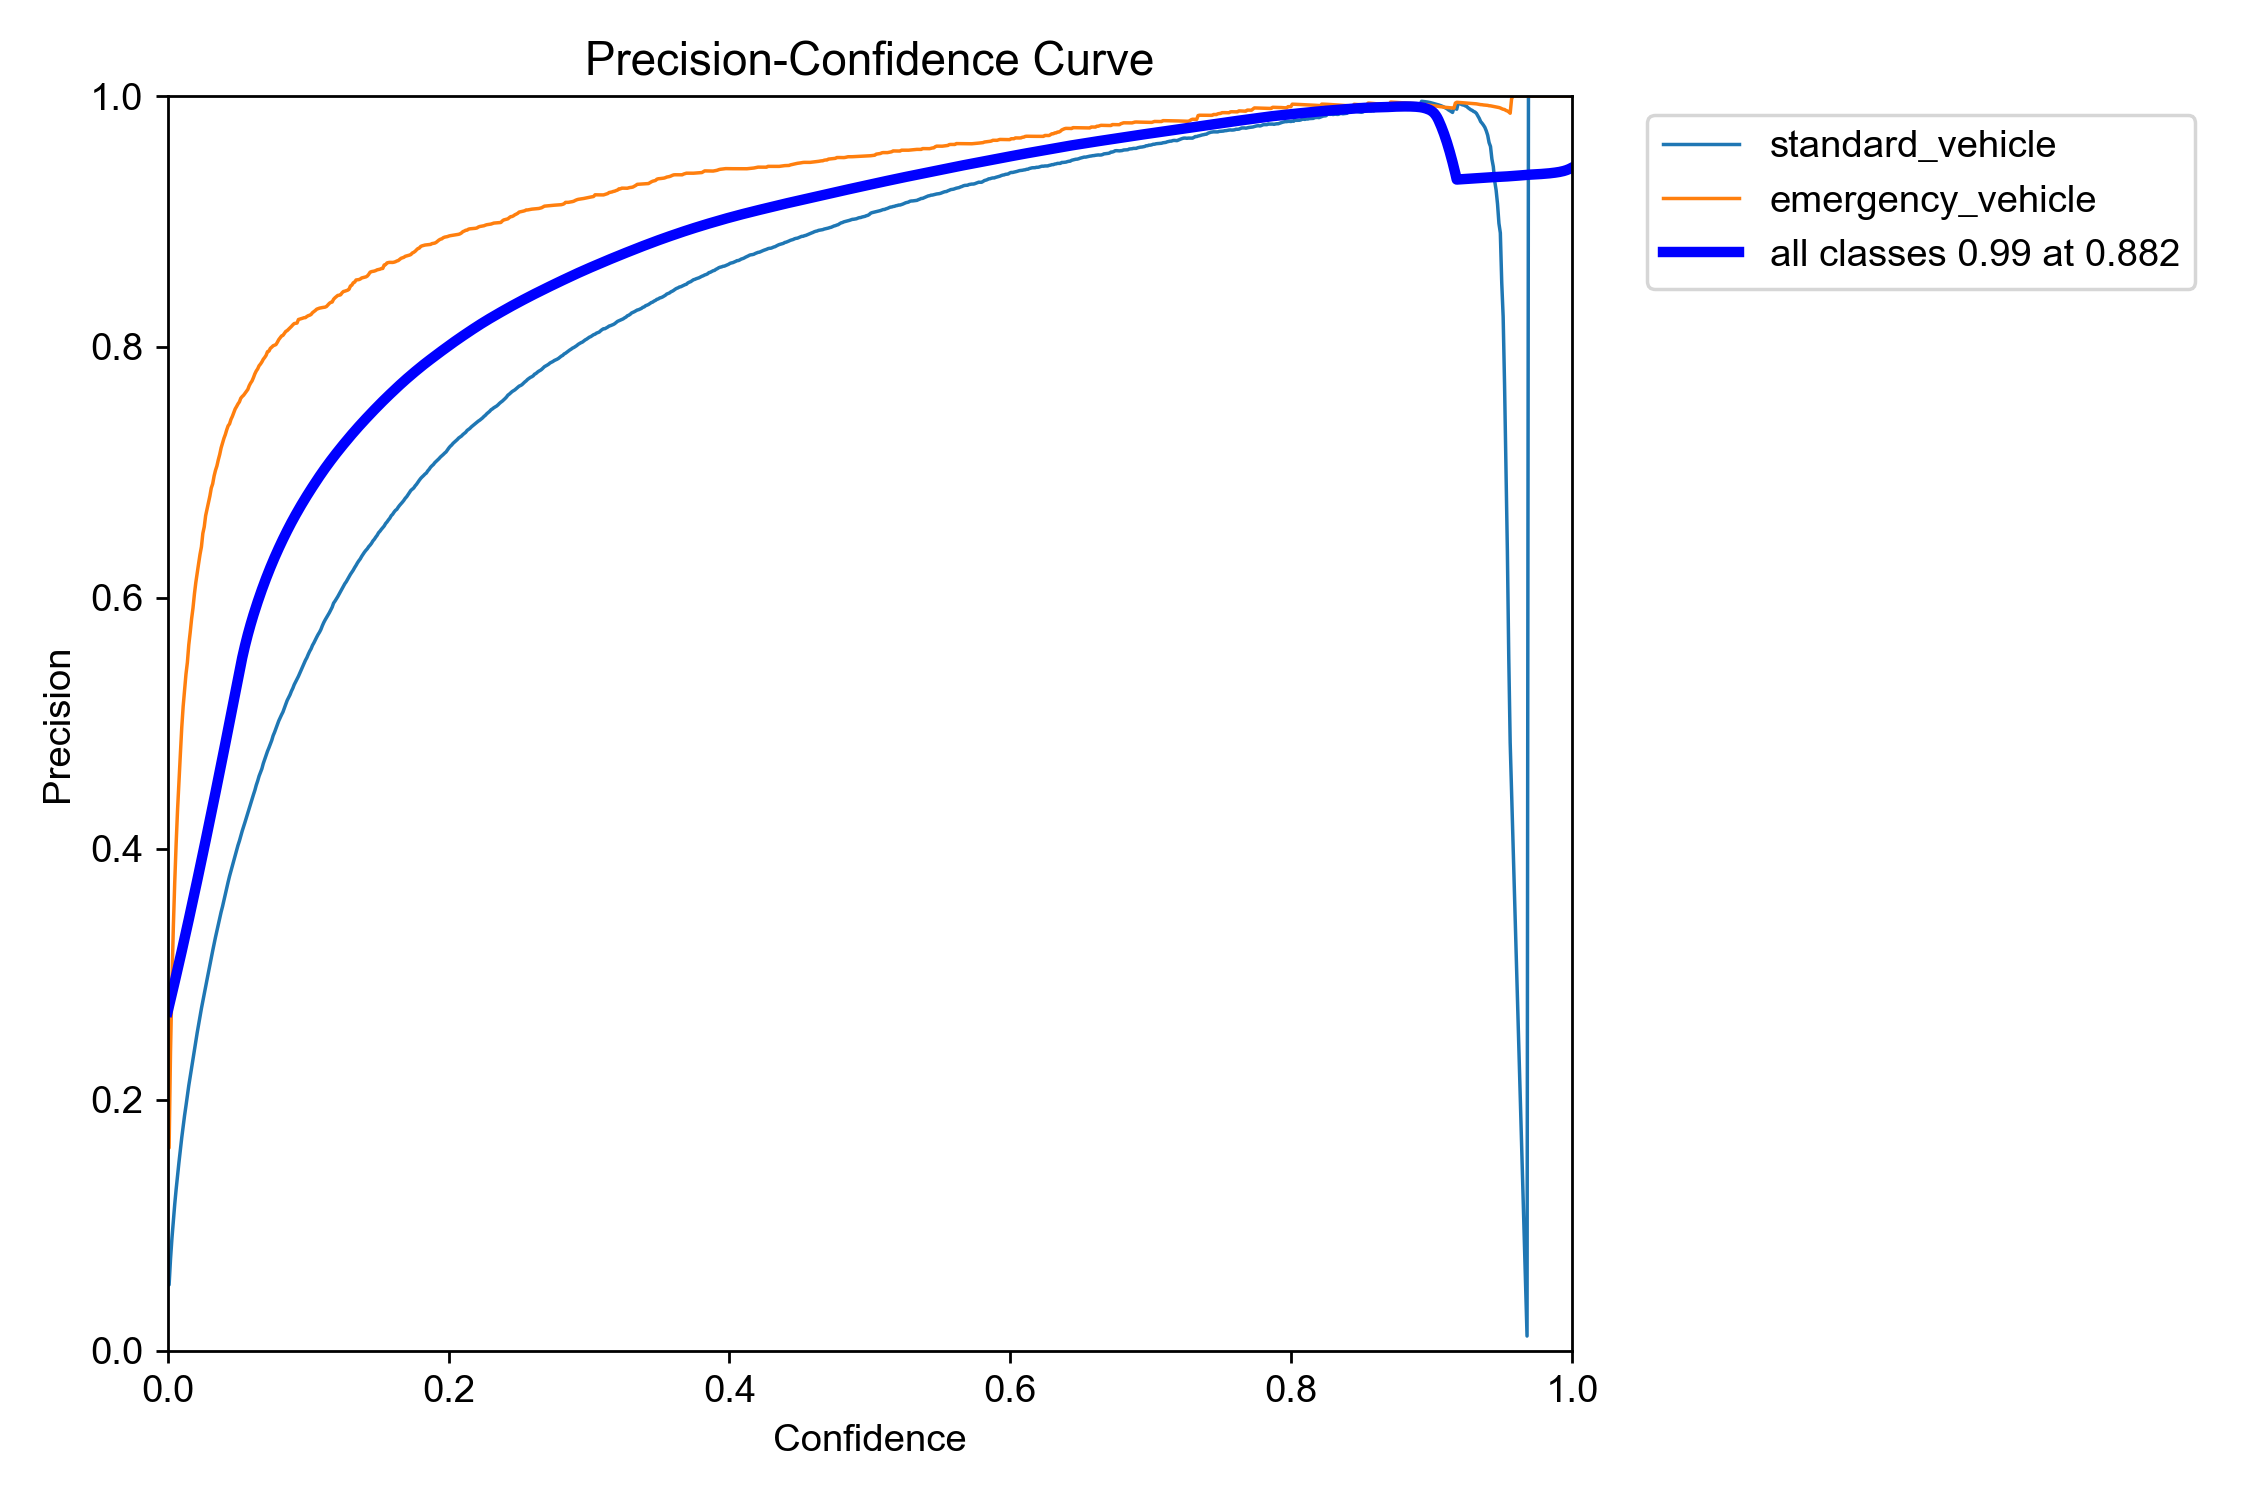 Precision-Confidence Curve
1.0
0.8
0.6
0.4
0.2
0.0
Precision
0.0 0.2 0.4 0.6 0.8 1.0
Confidence
standard_vehicle
emergency_vehicle
all classes 0.99 at 0.882